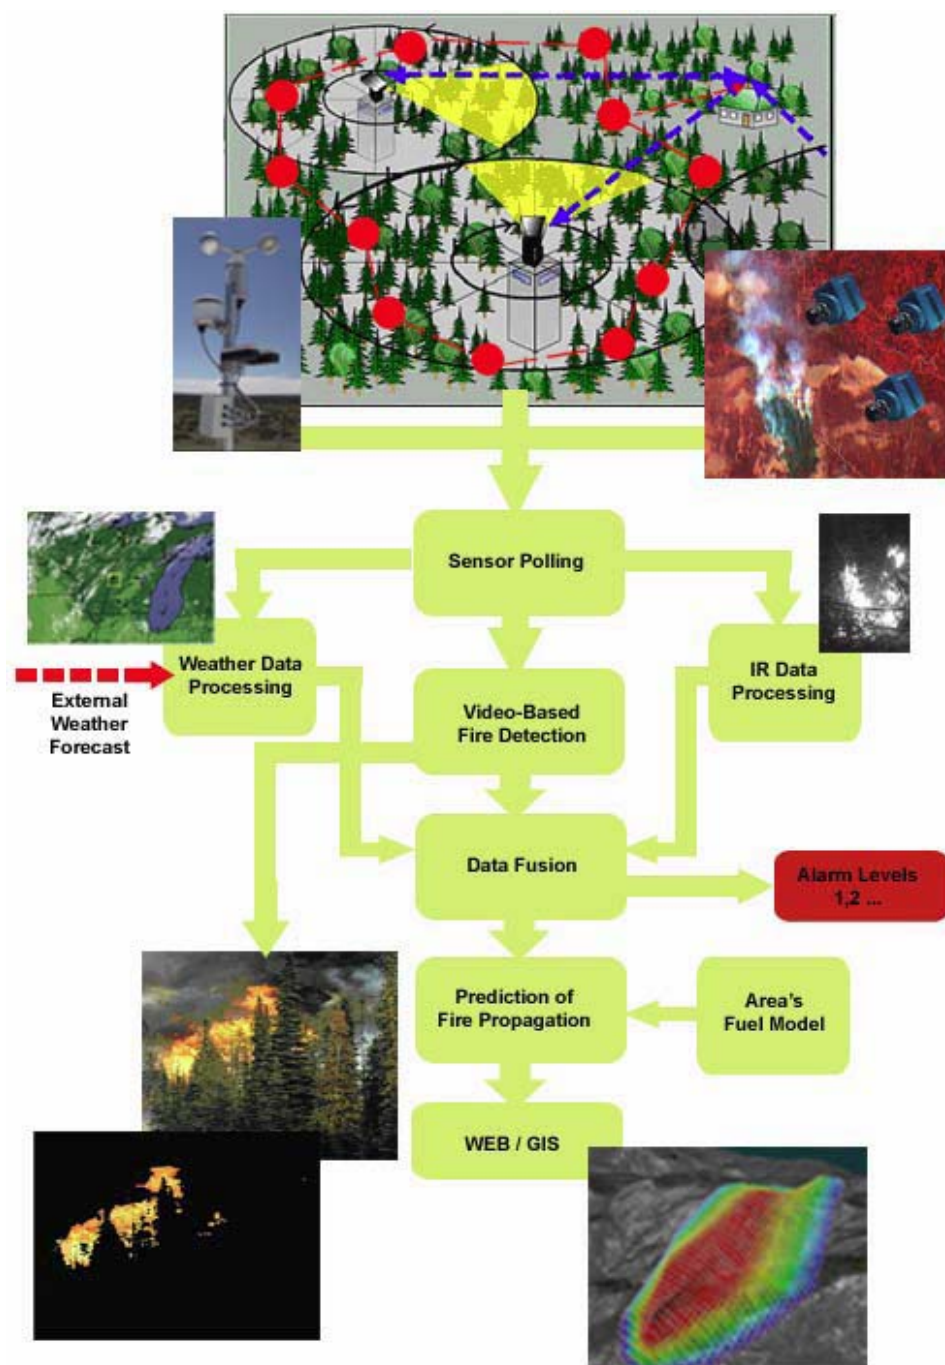 Sensor Polling
Weather Data
Processing
IR Data
Processing
External
Weather
Forecast
Video-Based
Fire Detection
Data Fusion
Alarm Levels
1,2 ...
Prediction of
Fire Propagation
Area's
Fuel Model
WEB / GIS